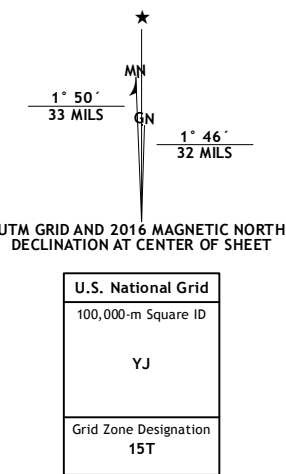 ★
MN
1° 50´
33 MILS
GN
1° 46´
32 MILS
UTM GRID AND 2016 MAGNETIC NORTH
DECLINATION AT CENTER OF SHEET
U.S. National Grid
100,000-m Square ID
YJ
Grid Zone Designation
15T